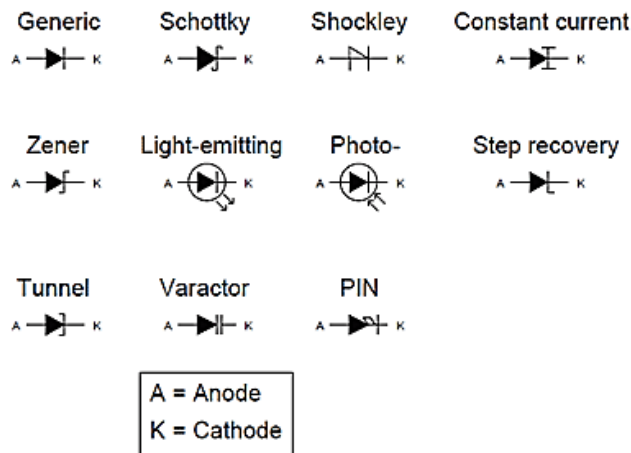 Generic Schottky Shockley Constant current
A K A K A K A K
Zener Light-emitting Photo- Step recovery
A K A K A K A K
Tunnel Varactor PIN
A K A K A K
A = Anode
K = Cathode